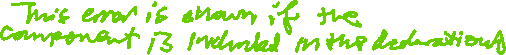 This error is shown if the
component is included in the declarations